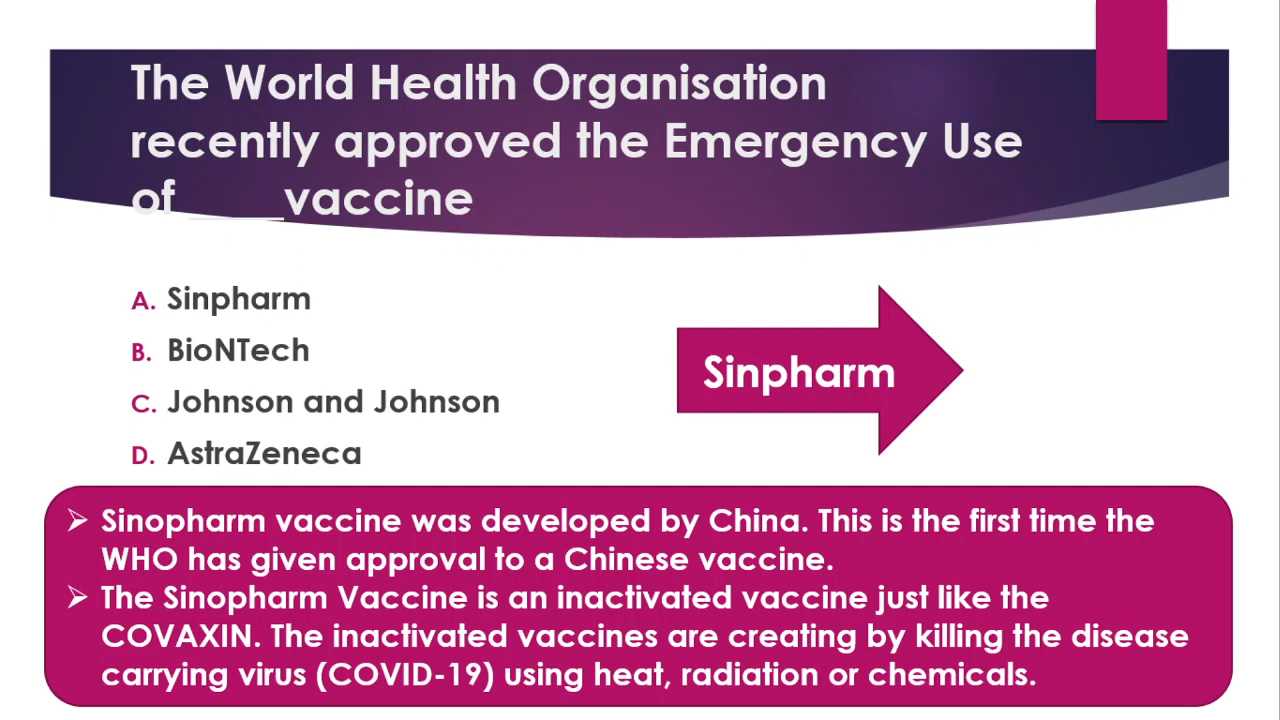 The World Health Organisation
recently approved the Emergency Use
of ____vaccine
A. Sinpharm
B. BioNTech
C. Johnson and Johnson
D. AstraZeneca
Sinpharm
➢ Sinopharm vaccine was developed by China. This is the first time the
WHO has given approval to a Chinese vaccine.
➢ The Sinopharm Vaccine is an inactivated vaccine just like the
COVAXIN. The inactivated vaccines are creating by killing the disease
carrying virus (COVID-19) using heat, radiation or chemicals.